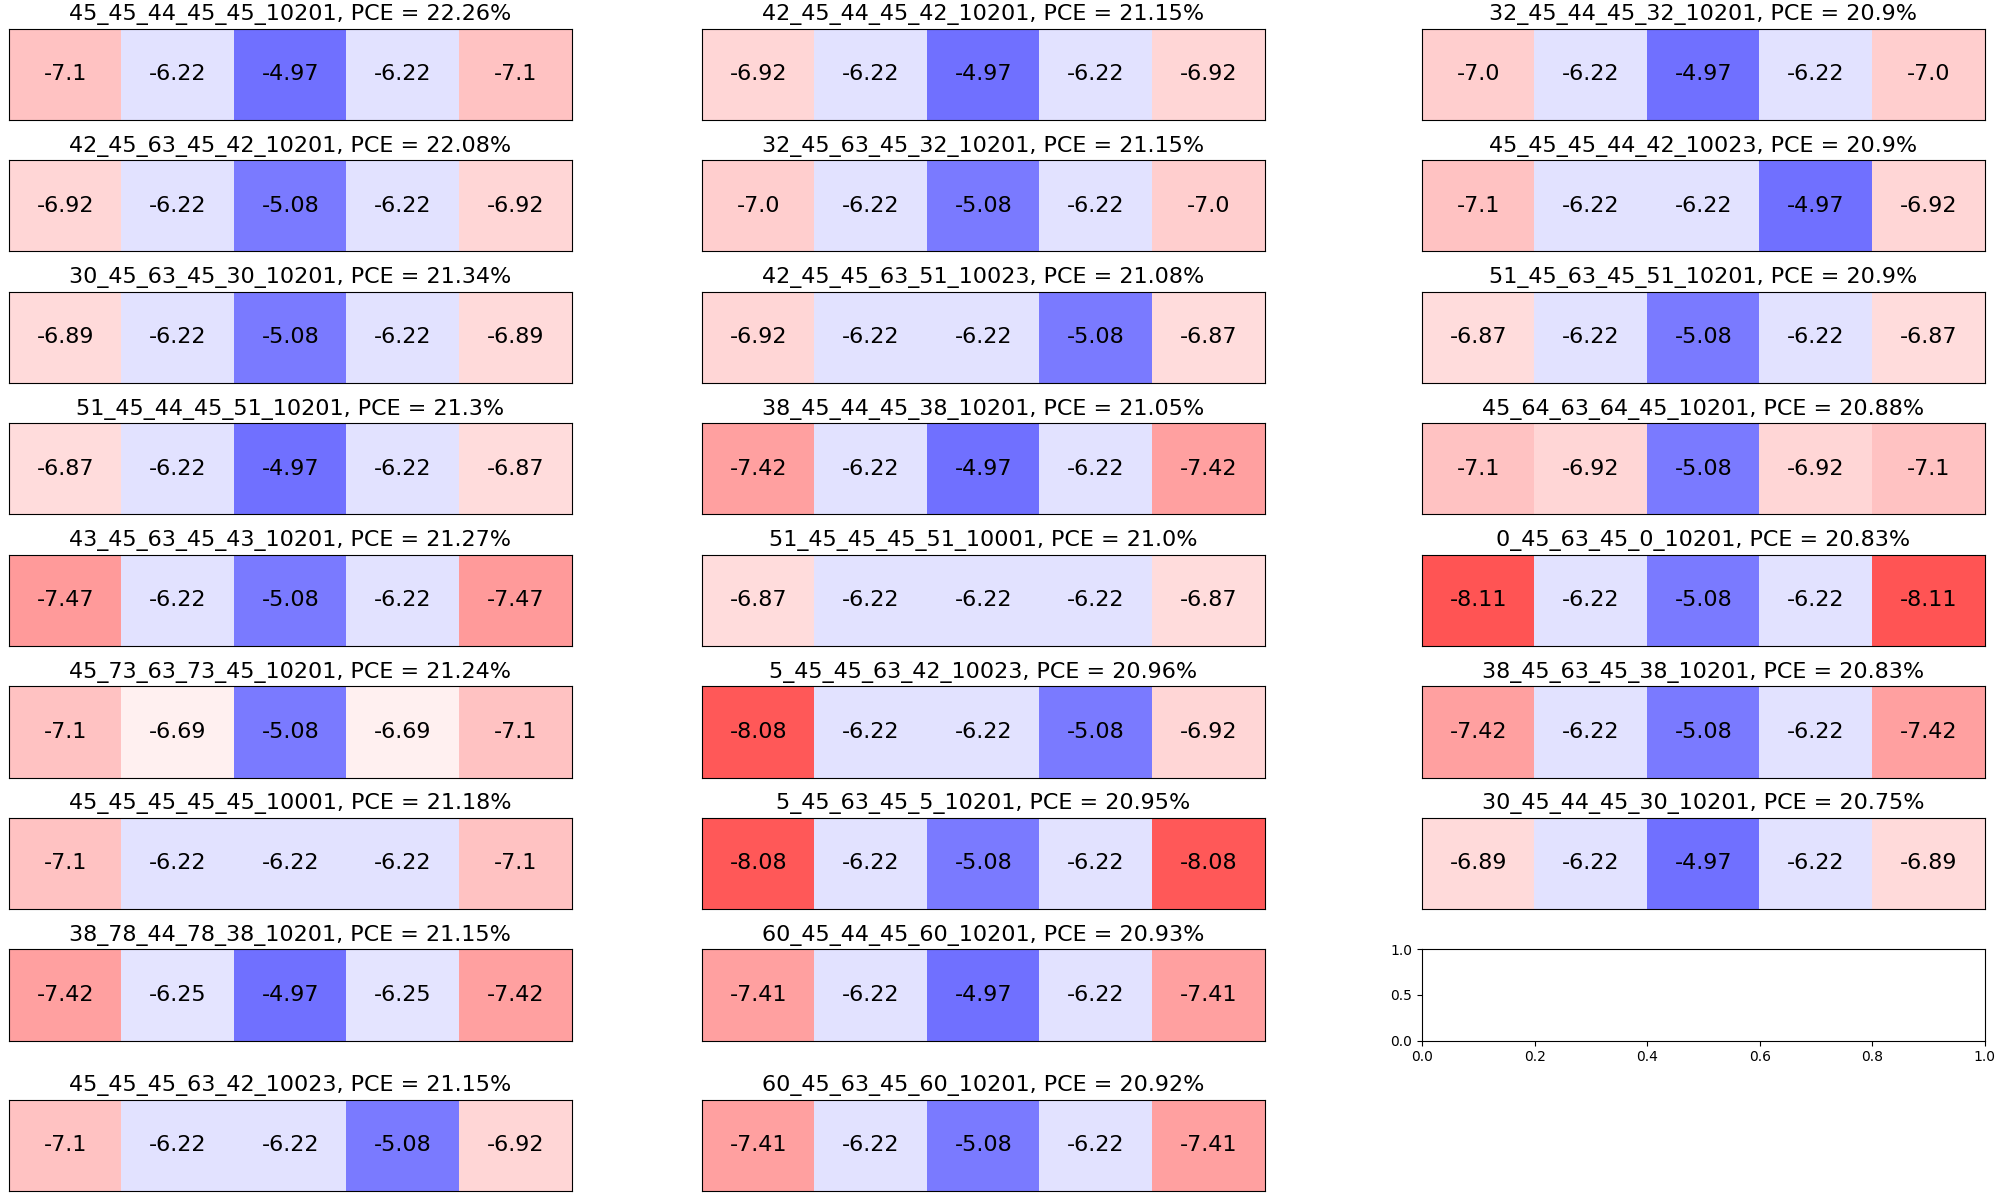 45_45_44_45_45_10201, PCE = 22.26%
-7.1 -6.22 -4.97 -6.22 -7.1
42_45_63_45_42_10201, PCE = 22.08%
-6.92 -6.22 -5.08 -6.22 -6.92
30_45_63_45_30_10201, PCE = 21.34%
-6.89 -6.22 -5.08 -6.22 -6.89
51_45_44_45_51_10201, PCE = 21.3%
-6.87 -6.22 -4.97 -6.22 -6.87
43_45_63_45_43_10201, PCE = 21.27%
-7.47 -6.22 -5.08 -6.22 -7.47
45_73_63_73_45_10201, PCE = 21.24%
-7.1 -6.69 -5.08 -6.69 -7.1
45_45_45_45_45_10001, PCE = 21.18%
-7.1 -6.22 -6.22 -6.22 -7.1
38_78_44_78_38_10201, PCE = 21.15%
-7.42 -6.25 -4.97 -6.25 -7.42
45_45_45_63_42_10023, PCE = 21.15%
-7.1 -6.22 -6.22 -5.08 -6.92
42_45_44_45_42_10201, PCE = 21.15%
-6.92 -6.22 -4.97 -6.22 -6.92
32_45_63_45_32_10201, PCE = 21.15%
-7.0 -6.22 -5.08 -6.22 -7.0
42_45_45_63_51_10023, PCE = 21.08%
-6.92 -6.22 -6.22 -5.08 -6.87
38_45_44_45_38_10201, PCE = 21.05%
-7.42 -6.22 -4.97 -6.22 -7.42
51_45_45_45_51_10001, PCE = 21.0%
-6.87 -6.22 -6.22 -6.22 -6.87
5_45_45_63_42_10023, PCE = 20.96%
-8.08 -6.22 -6.22 -5.08 -6.92
5_45_63_45_5_10201, PCE = 20.95%
-8.08 -6.22 -5.08 -6.22 -8.08
60_45_44_45_60_10201, PCE = 20.93%
-7.41 -6.22 -4.97 -6.22 -7.41
60_45_63_45_60_10201, PCE = 20.92%
-7.41 -6.22 -5.08 -6.22 -7.41
32_45_44_45_32_10201, PCE = 20.9%
-7.0 -6.22 -4.97 -6.22 -7.0
45_45_45_44_42_10023, PCE = 20.9%
-7.1 -6.22 -6.22 -4.97 -6.92
51_45_63_45_51_10201, PCE = 20.9%
-6.87 -6.22 -5.08 -6.22 -6.87
45_64_63_64_45_10201, PCE = 20.88%
-7.1 -6.92 -5.08 -6.92 -7.1
0_45_63_45_0_10201, PCE = 20.83%
-8.11 -6.22 -5.08 -6.22 -8.11
38_45_63_45_38_10201, PCE = 20.83%
-7.42 -6.22 -5.08 -6.22 -7.42
30_45_44_45_30_10201, PCE = 20.75%
-6.89 -6.22 -4.97 -6.22 -6.89
1.0
0.5
0.0
0.0 0.2 0.4 0.6 0.8 1.0